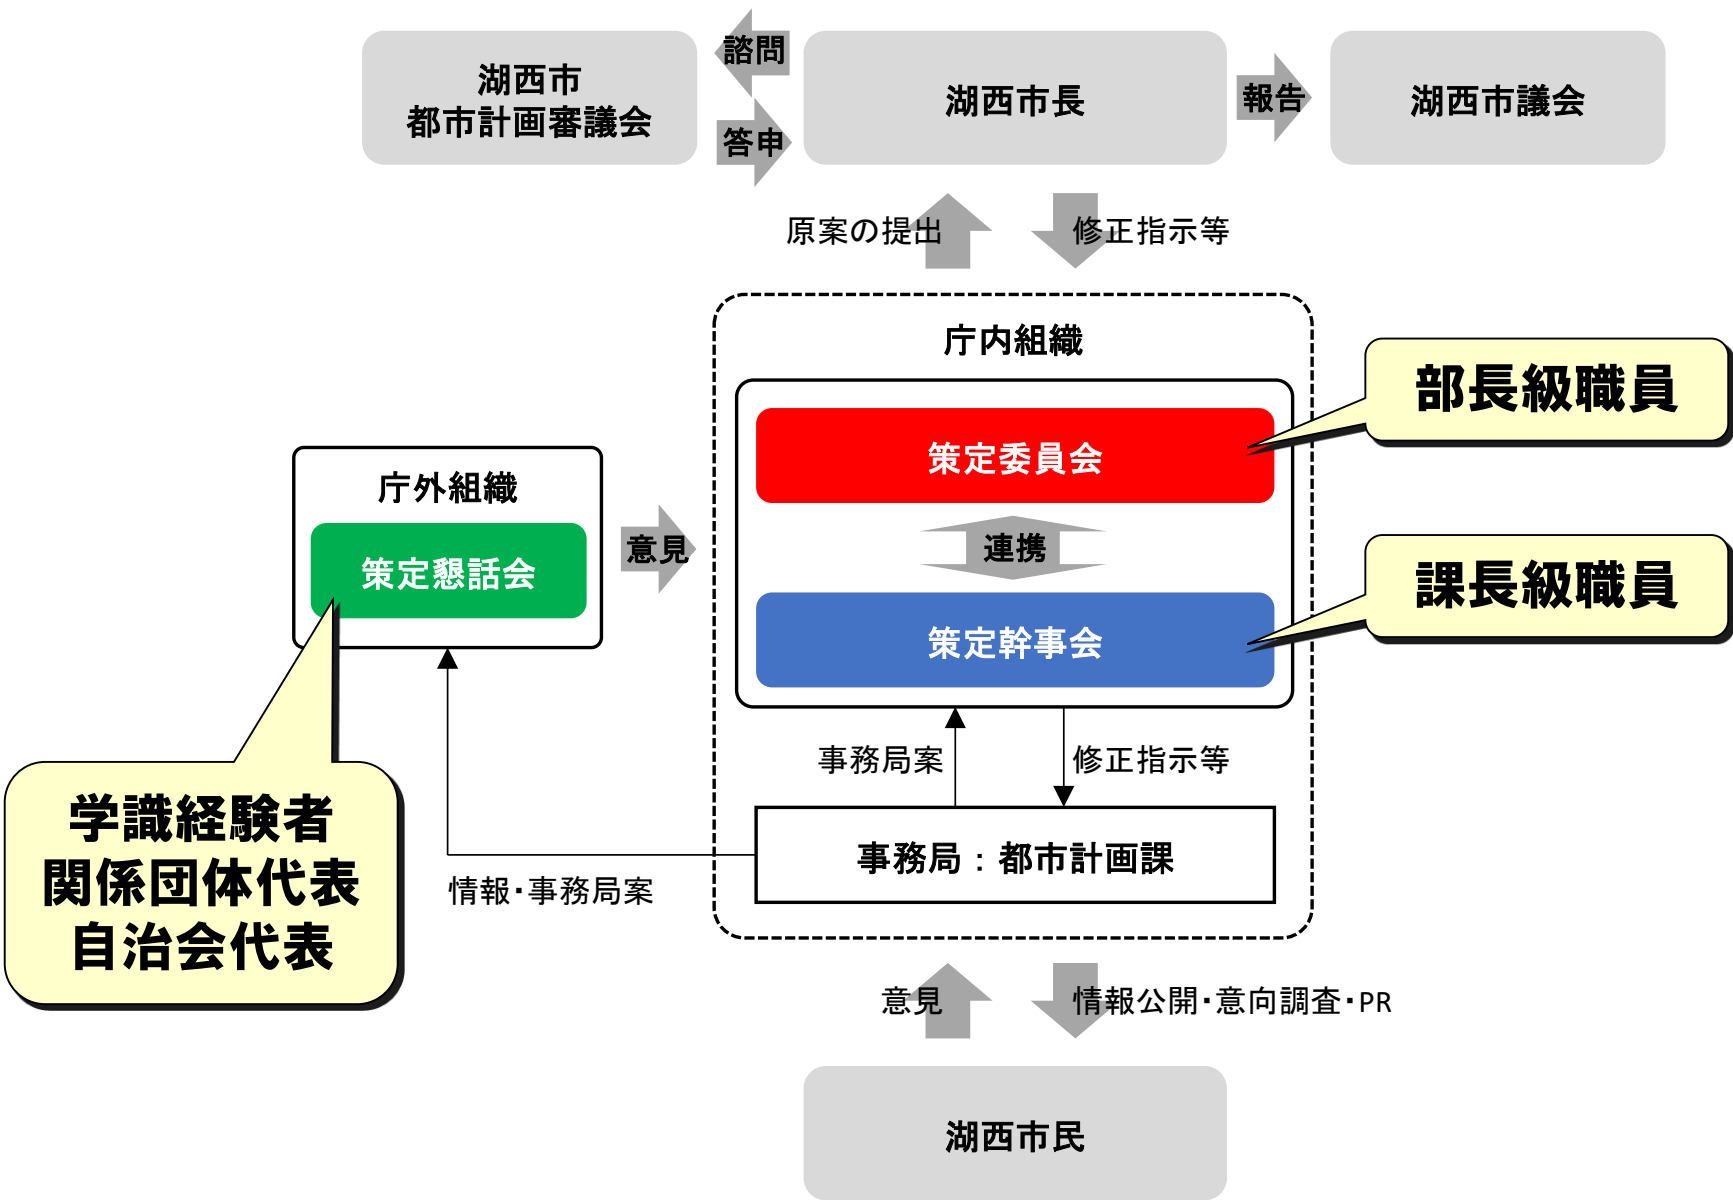 湖西市
都市計画審議会
諮問
答申
湖西市長
報告
湖西市議会
原案の提出
修正指示等
庁内組織
策定委員会
部長級職員
連携
策定幹事会
課長級職員
庁外組織
策定懇話会
意見
学識経験者
関係団体代表
自治会代表
事務局案
修正指示等
事務局：都市計画課
情報・事務局案
意見
情報公開・意向調査・PR
湖西市民